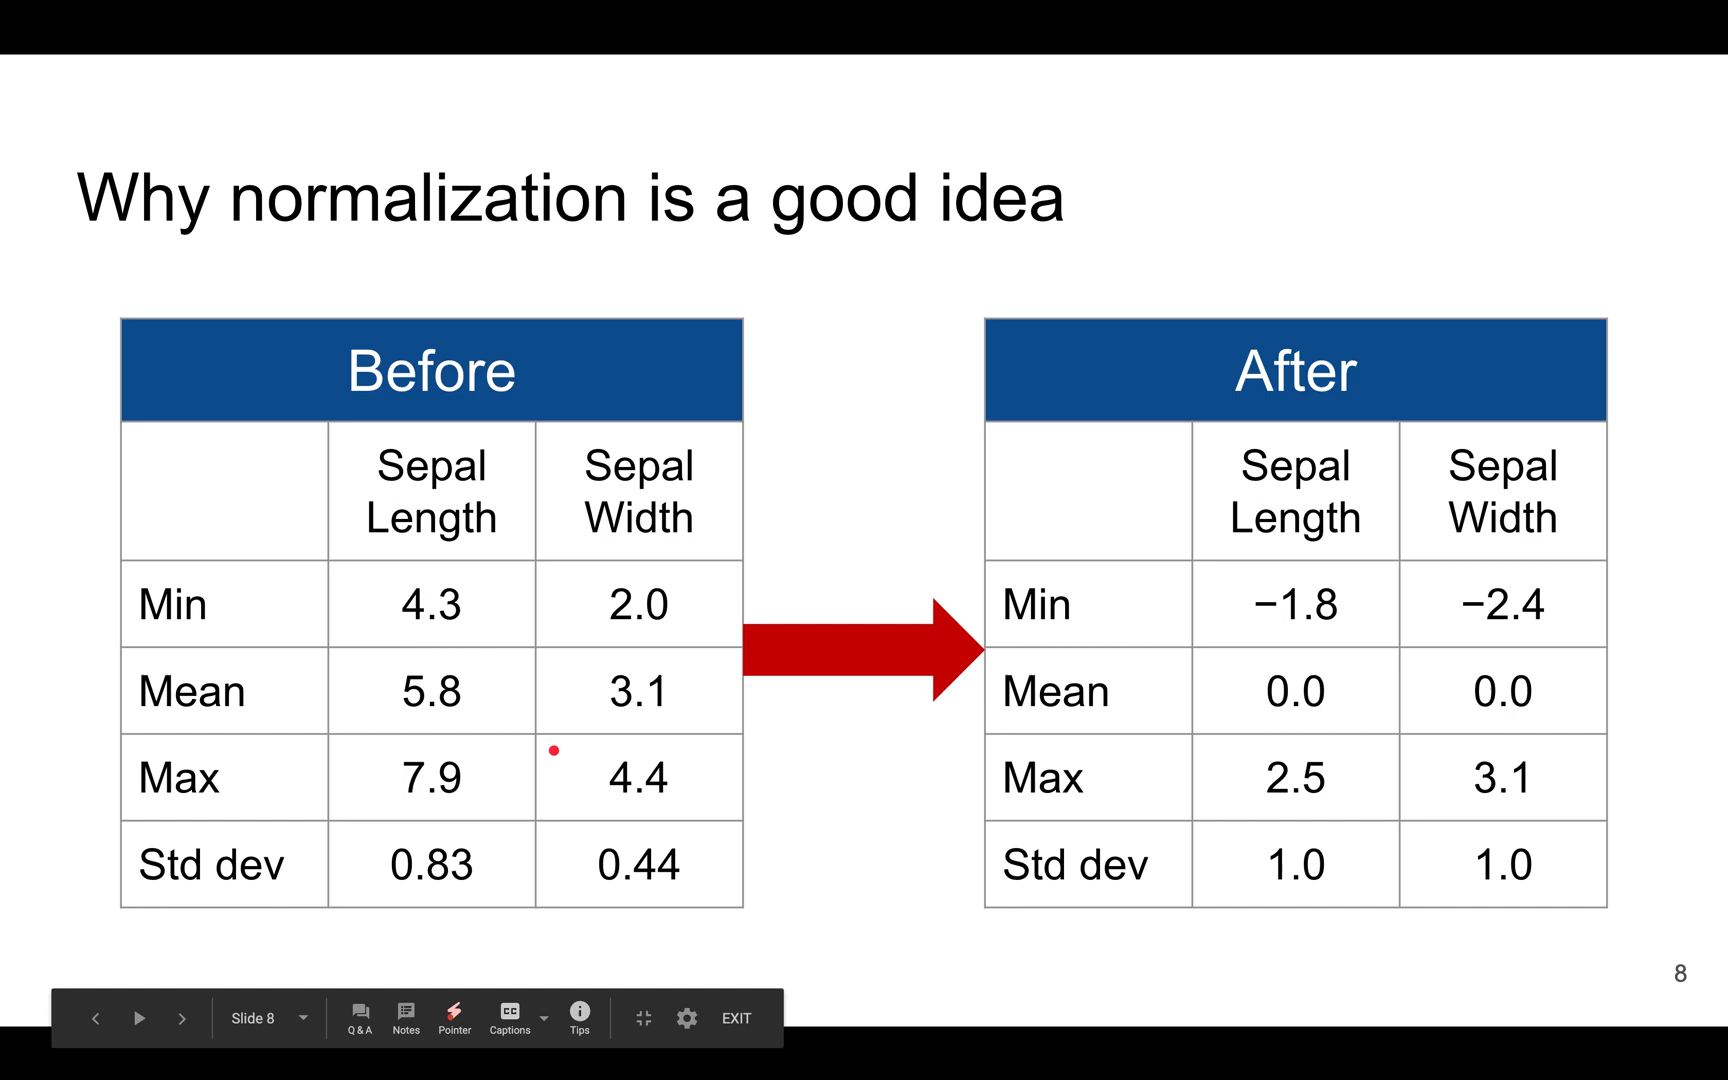 Why normalization is a good idea
Before
Sepal Length Sepal Width
Min 4.3 2.0
Mean 5.8 3.1
Max 7.9 4.4
Std dev 0.83 0.44
After
Sepal Length Sepal Width
Min −1.8 −2.4
Mean 0.0 0.0
Max 2.5 3.1
Std dev 1.0 1.0
8
Slide 8 Q & A Notes Pointer CC Captions Tips EXIT